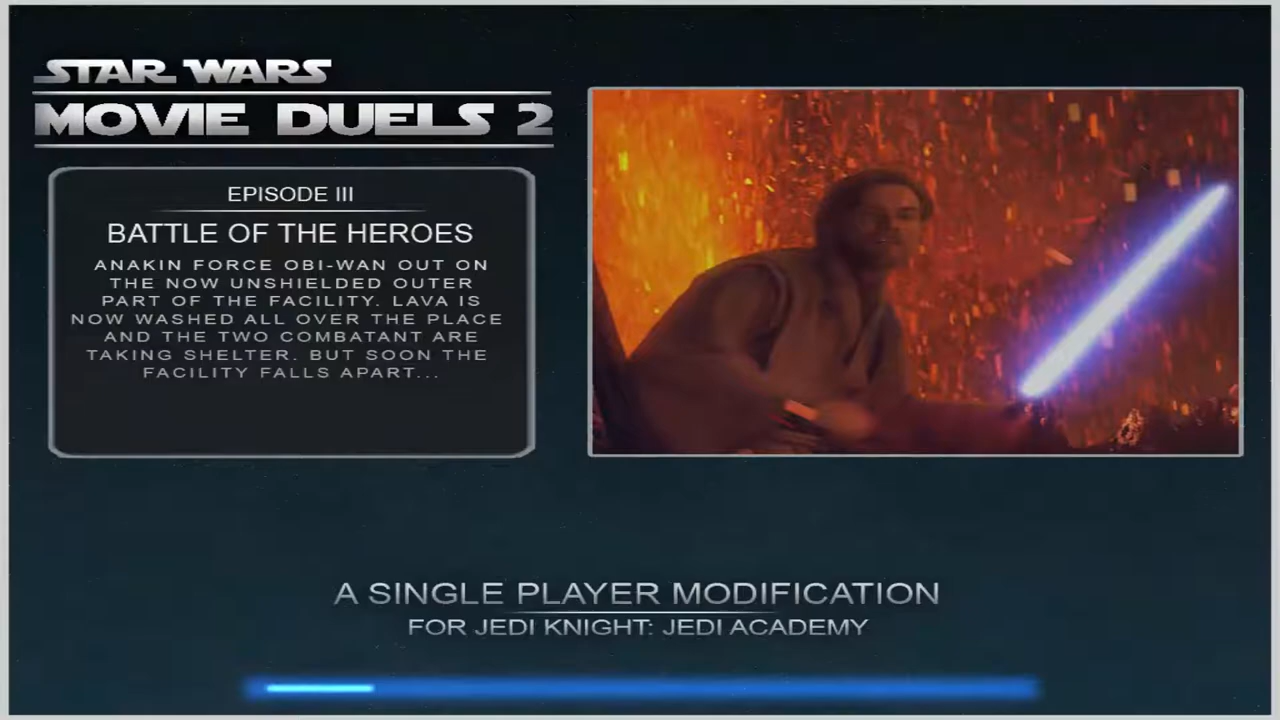 STAR WARS
MOVIE DUELS 2
EPISODE III
BATTLE OF THE HEROES
ANAKIN FORCE OBI-WAN OUT ON
THE NOW UNSHIELDED OUTER
PART OF THE FACILITY. LAVA IS
NOW WASHED ALL OVER THE PLACE
AND THE TWO COMBATANT ARE
TAKING SHELTER. BUT SOON THE
FACILITY FALLS APART...
A SINGLE PLAYER MODIFICATION
FOR JEDI KNIGHT: JEDI ACADEMY